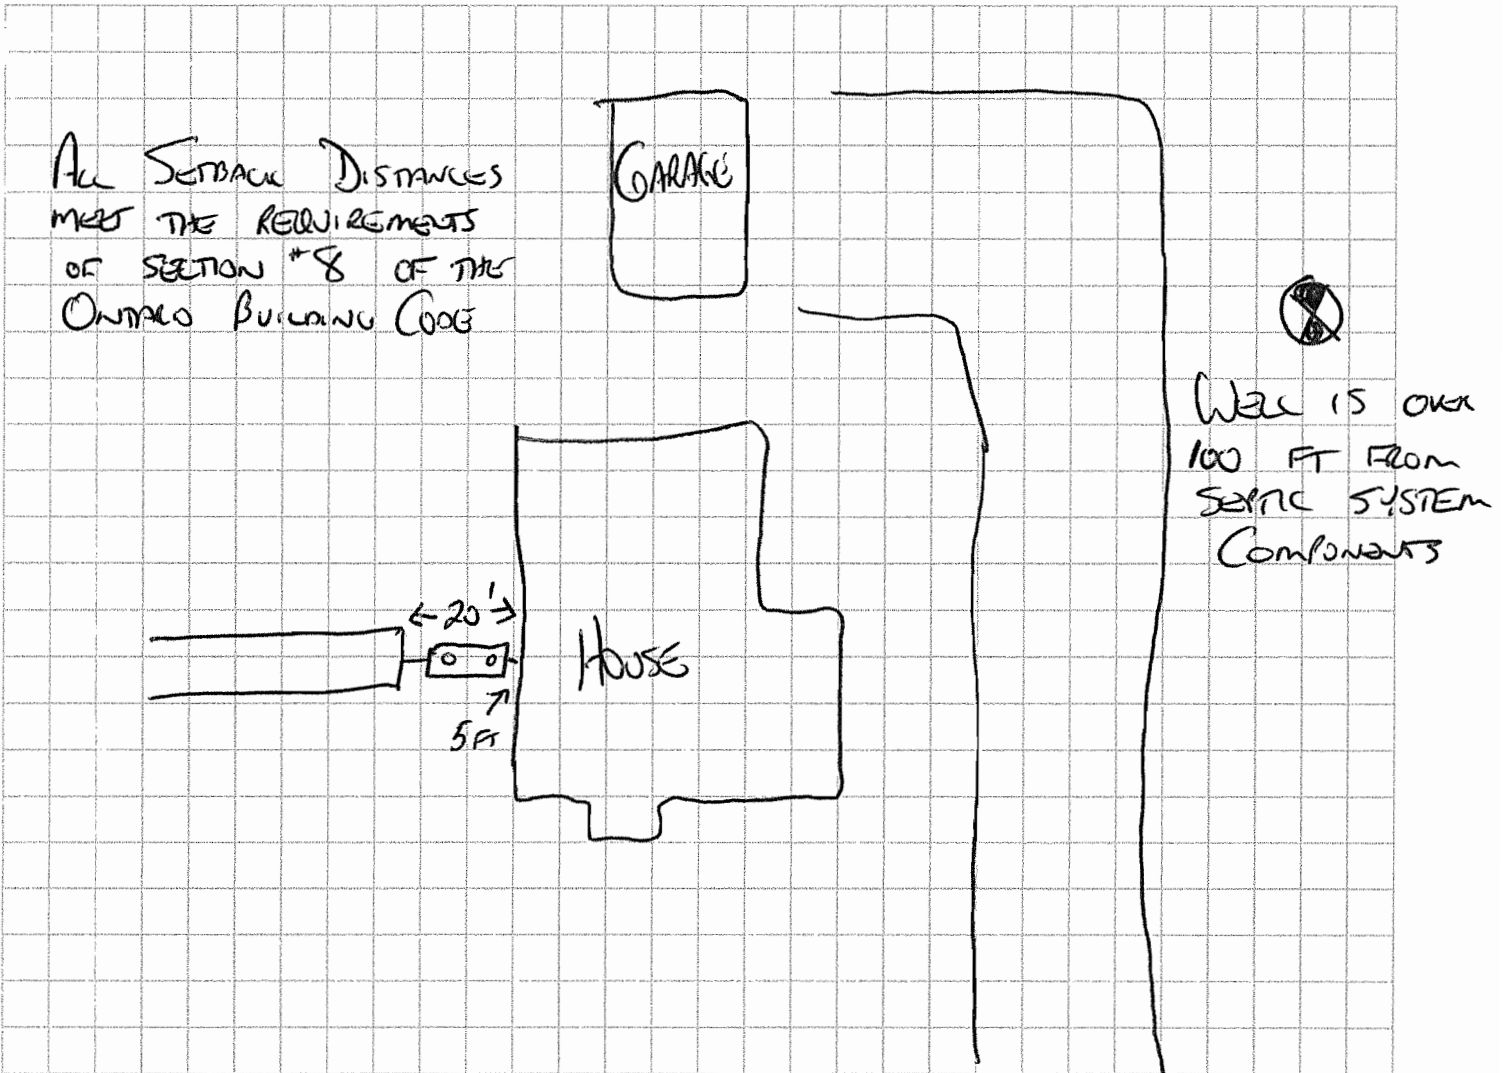 ALL SETBACK DISTANCES
MEET THE REQUIREMENTS
OF SECTION #8 OF THE
ONTARIO BUILDING CODE
GARAGE
WELL IS OVER
100 FT FROM
SEPTIC SYSTEM
COMPONENTS
20'
HOUSE
5 FT